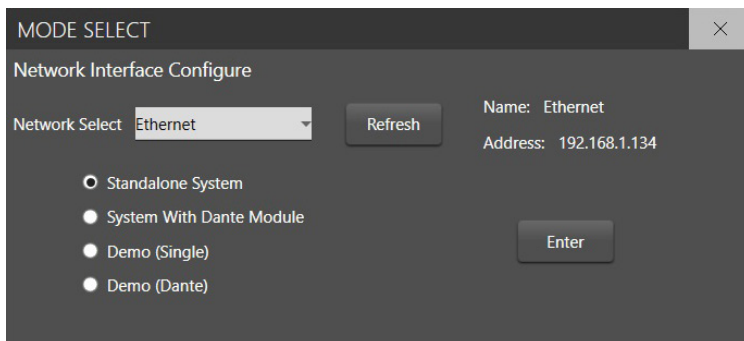 MODE SELECT
Network Interface Configure
Network Select Ethernet Refresh
Name: Ethernet
Address: 192.168.1.134
Standalone System
System With Dante Module
Demo (Single)
Demo (Dante)
Enter